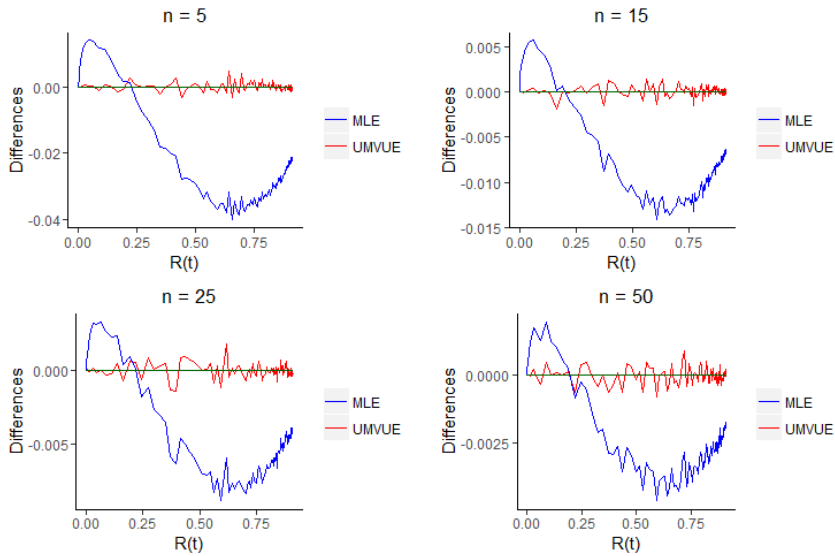 n = 5
0.00
-0.02
-0.04
Differences
0.00
0.25
0.50
0.75
R(t)
MLE
UMVUE
n = 15
0.005
0.000
-0.005
-0.010
-0.015
Differences
0.00
0.25
0.50
0.75
R(t)
MLE
UMVUE
n = 25
0.000
-0.005
Differences
0.00
0.25
0.50
0.75
R(t)
MLE
UMVUE
n = 50
0.0000
-0.0025
Differences
0.00
0.25
0.50
0.75
R(t)
MLE
UMVUE